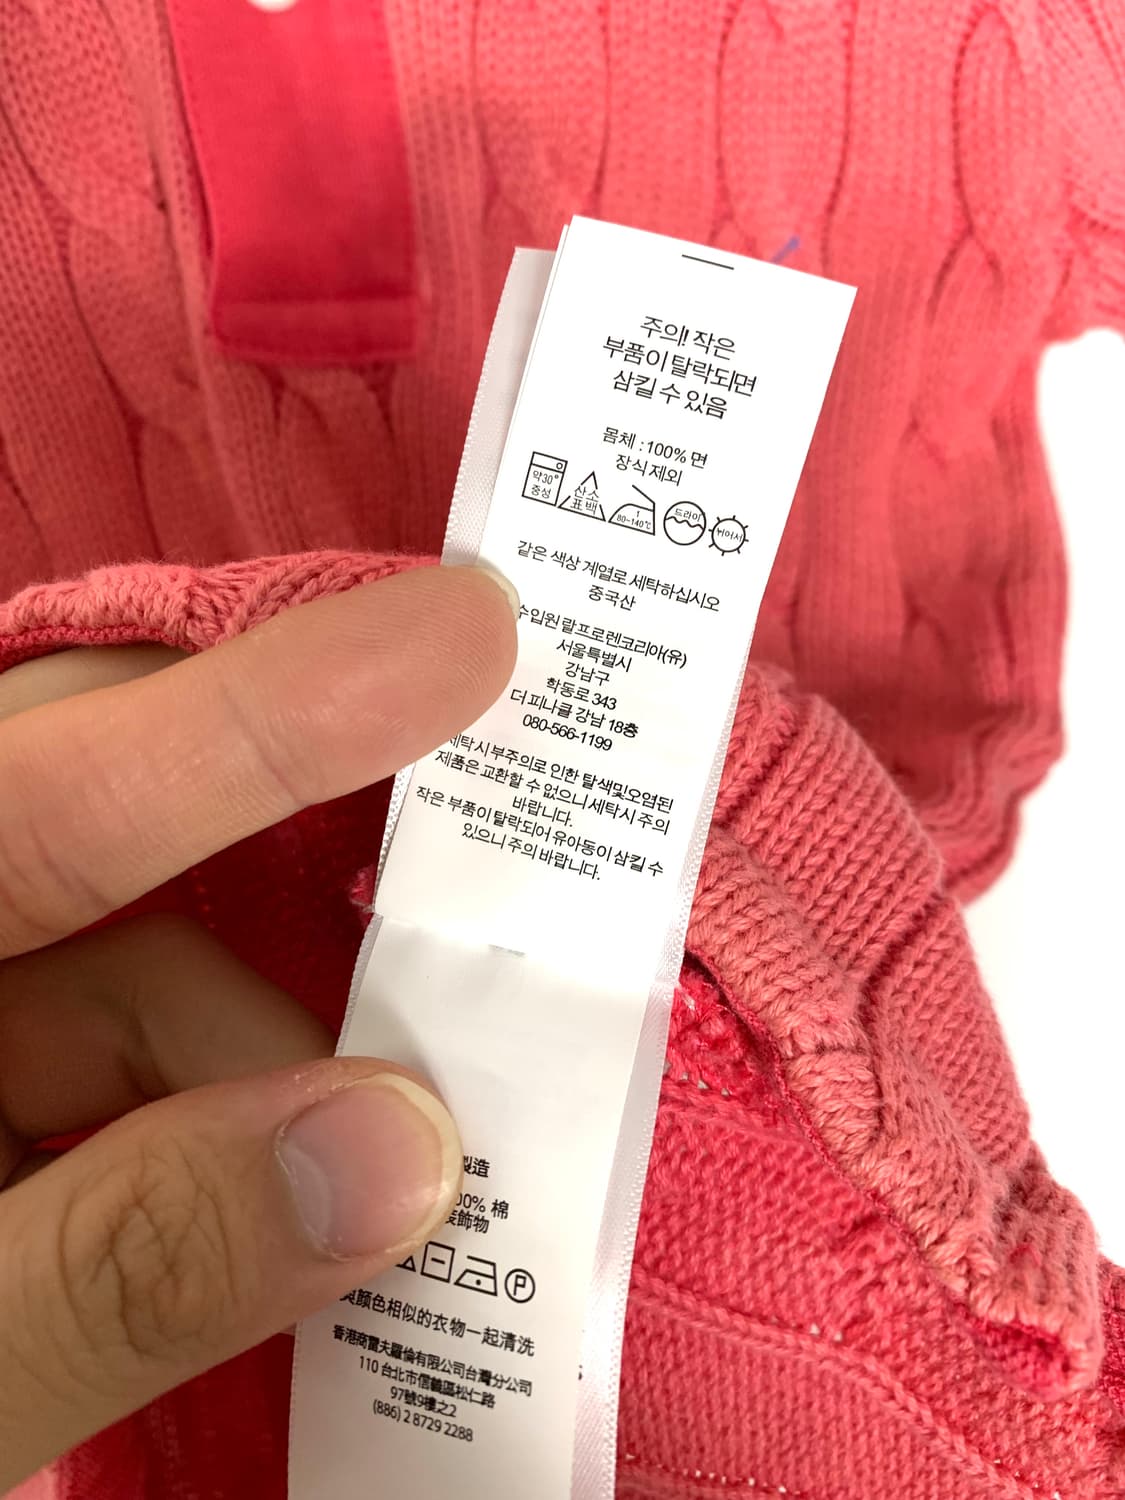 주의! 작은
부품이 탈락되면
삼킬 수 있음
몸체 : 100% 면
장식 제외
약30°
중성
산소
표백
1
80~140℃
드라이
뉘어서
같은 색상 계열로 세탁하십시오
중국산
수입원 랄프로렌코리아(유)
서울특별시
강남구
학동로 343
더 피나클 강남 18층
080-566-1199
세탁시 부주의로 인한 탈색및오염된
제품은 교환할 수 없으니 세탁시 주의
바랍니다.
작은 부품이 탈락되어 유아동이 삼킬 수
있으니 주의 바랍니다.
製造
00% 棉
飾物
P
與颜色相似的衣物一起清洗
香港商雷夫羅倫有限公司台灣分公司
110 台北市信義區松仁路
97號9樓之2
(886) 2 8729 2288